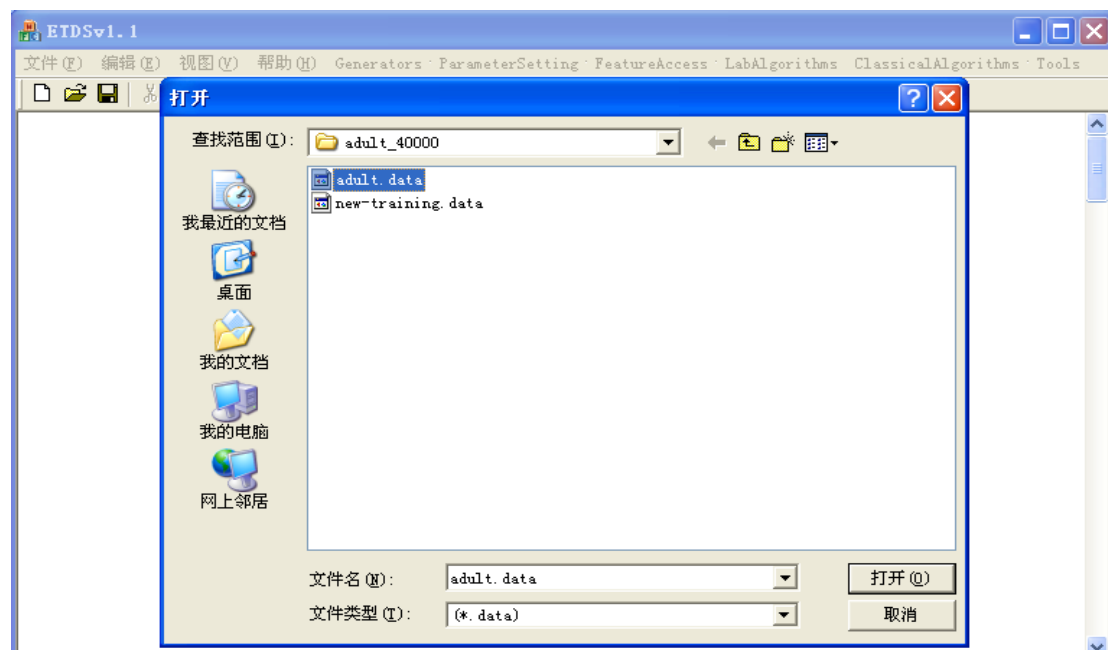 ETDSv1.1
文件(F) 编辑(E) 视图(V) 帮助(H) Generators ParameterSetting FeatureAccess LabAlgorithms ClassicalAlgorithms Tools
打开
查找范围(I): adult_40000
adult.data
new-training.data
我最近的文档
桌面
我的文档
我的电脑
网上邻居
文件名(N): adult.data 打开(O)
文件类型(T): (*.data) 取消